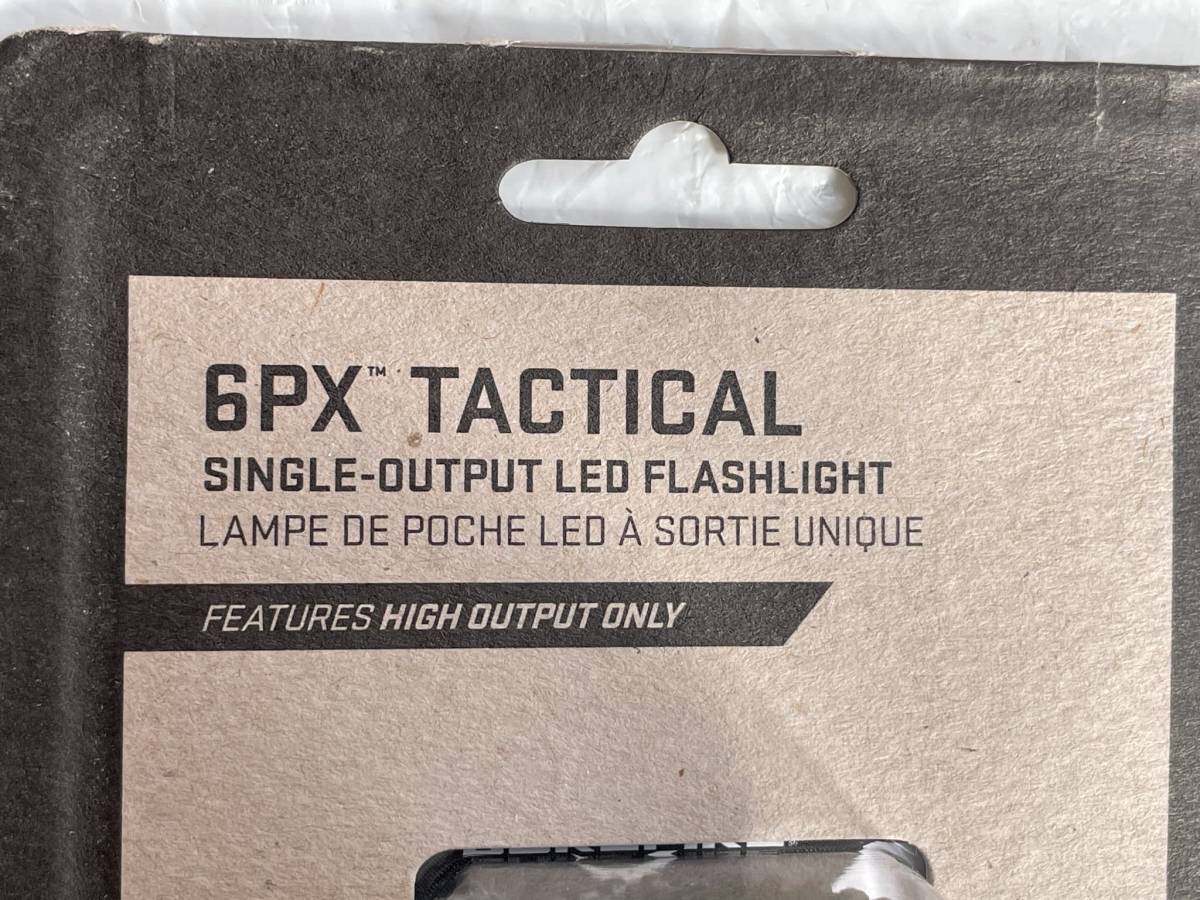 6PX™ TACTICAL
SINGLE-OUTPUT LED FLASHLIGHT
LAMPE DE POCHE LED À SORTIE UNIQUE
FEATURES HIGH OUTPUT ONLY